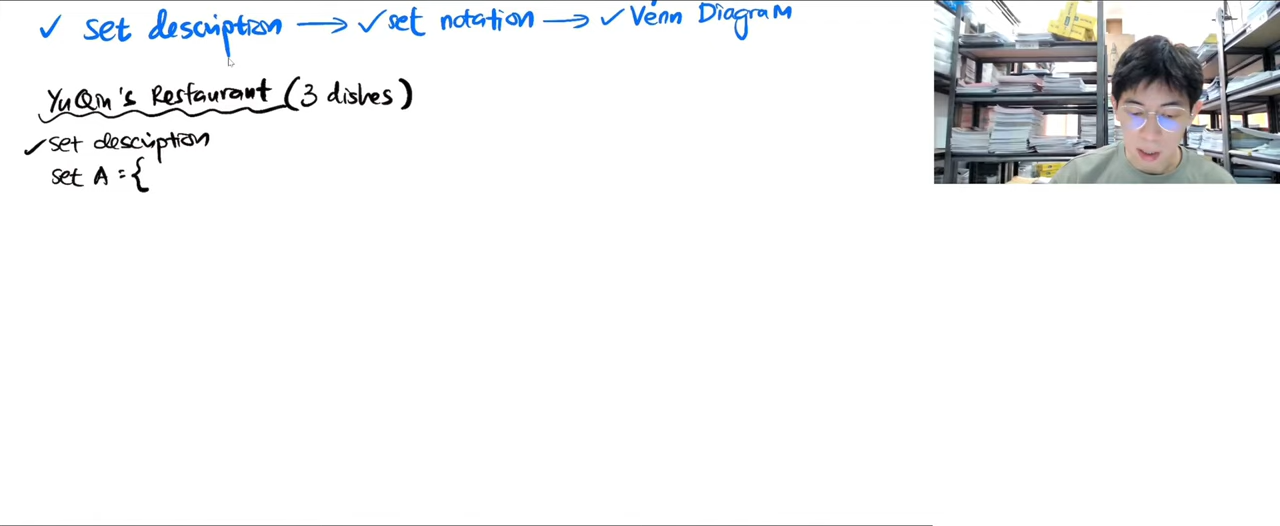 ✓ set description → ✓ set notation → ✓ Venn Diagram
YuQin's Restaurant (3 dishes)
✓ set description
set A = {